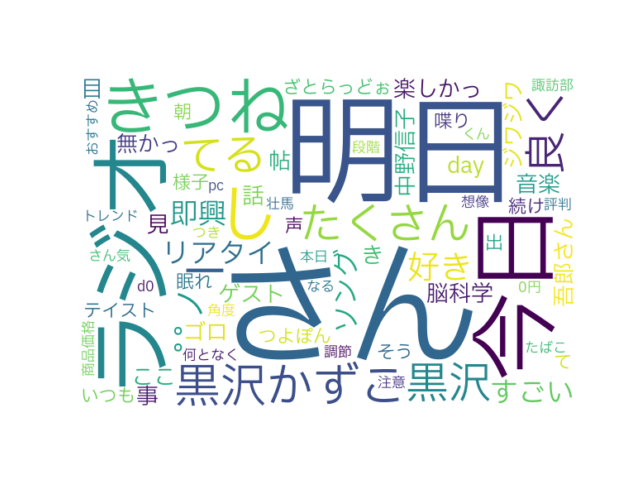 ざとらっどぉ
楽しかっ
諏訪部
皿
きつね
朝
明日
喋り
くん
良く
ジワジワ
おすすめ
無かっ
てる
帖
中野信子
段階
day
ラジオ
様子
pc
話
音楽
トレンド
見
即興
し
壮馬
声
たくさん
想像
続け
評判
つき
さん
今日
さん気
リアタイ
本日
き
出
d0
眠れ
ゲスト
なる
ソング
好き
脳科学
0円
吾郎さん
テイスト
ノ
角度
。。
ゴロ
つよぽん
商品価格
何となく
調節
そう
たばこ
て
ここ
いつも
事
黒沢かずこ
注意
黒沢
すごい